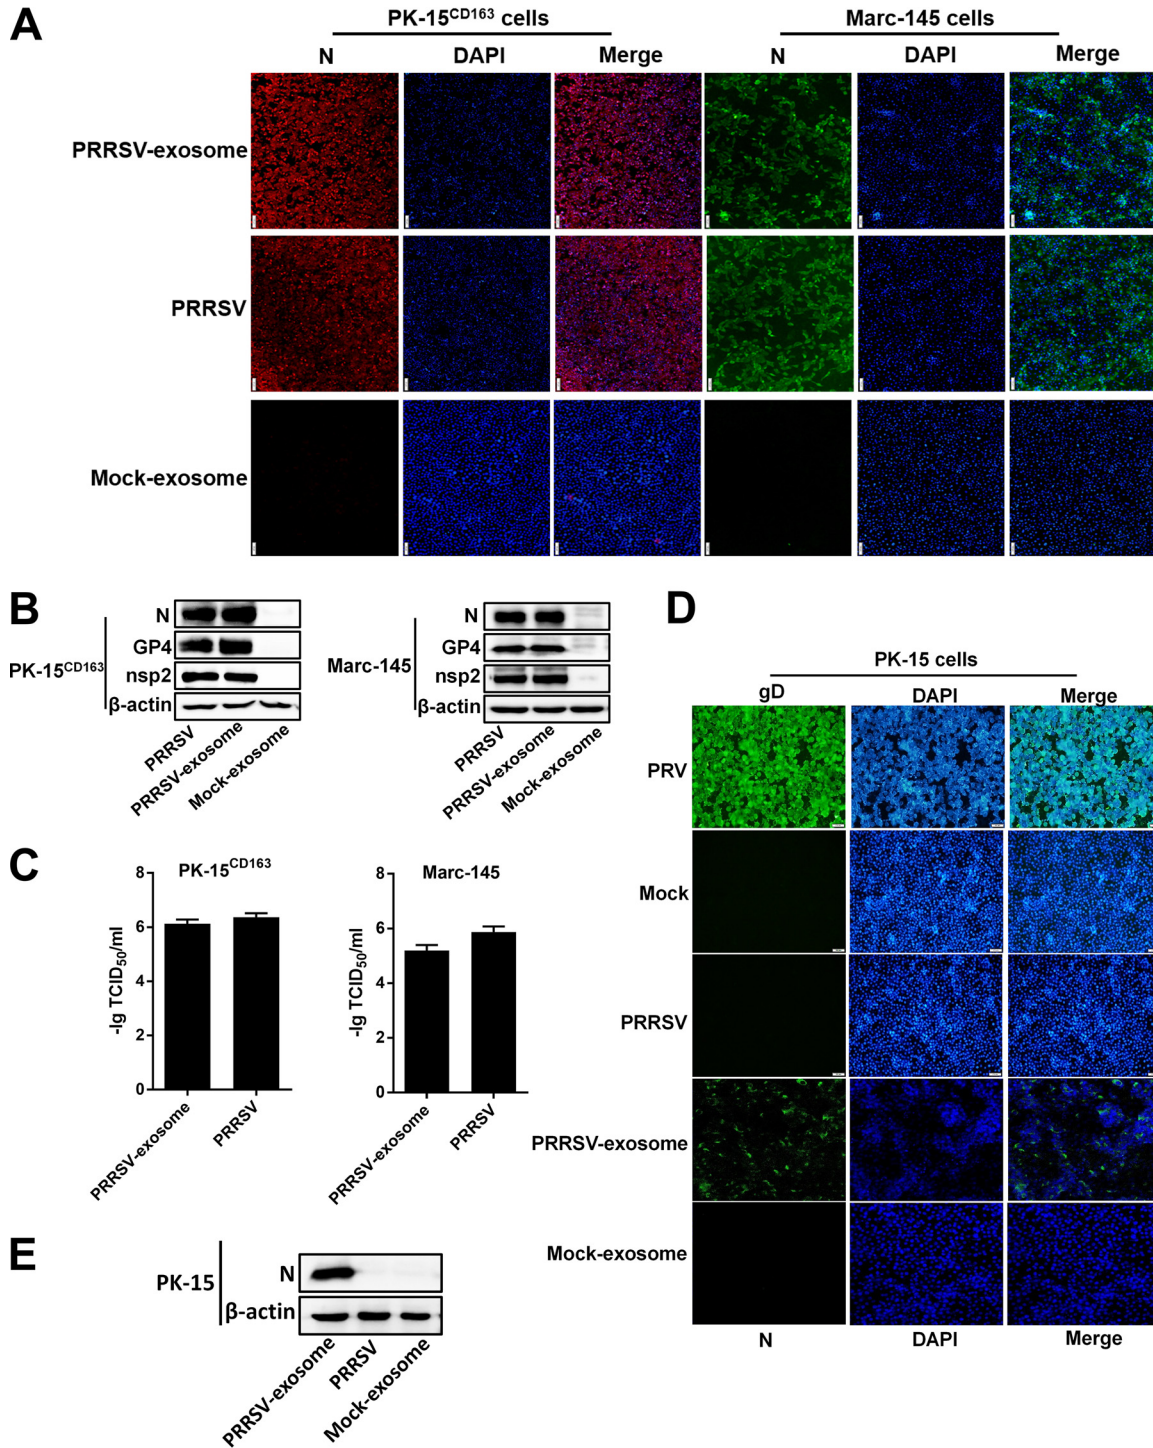 A
PK-15CD163 cells
Marc-145 cells
N DAPI Merge N DAPI Merge
PRRSV-exosome
PRRSV
Mock-exosome
B
PK-15CD163
N
GP4
nsp2
β-actin
PRRSV
PRRSV-exosome
Mock-exosome
Marc-145
N
GP4
nsp2
β-actin
PRRSV
PRRSV-exosome
Mock-exosome
C
PK-15CD163
-lg TCID50/ml
8
6
4
2
0
PRRSV-exosome
PRRSV
Marc-145
-lg TCID50/ml
8
6
4
2
0
PRRSV-exosome
PRRSV
D
PK-15 cells
gD DAPI Merge
PRV
Mock
PRRSV
PRRSV-exosome
Mock-exosome
N DAPI Merge
E
PK-15
N
β-actin
PRRSV-exosome
PRRSV
Mock-exosome